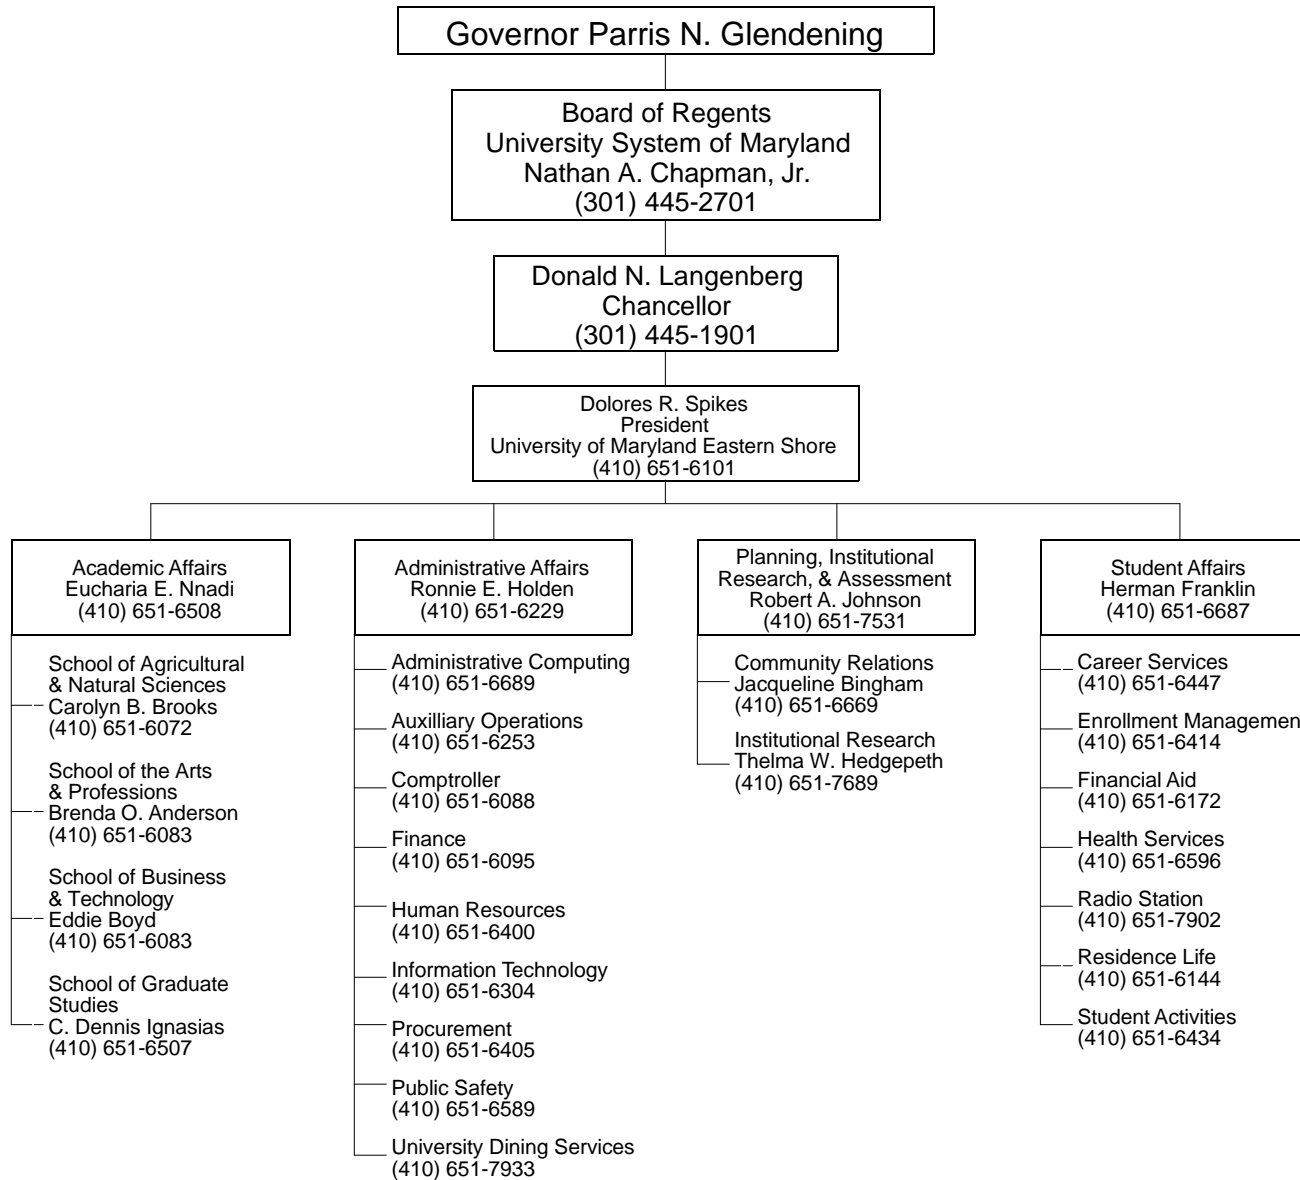 Governor Parris N. Glendening
Board of Regents
University System of Maryland
Nathan A. Chapman, Jr.
(301) 445-2701
Donald N. Langenberg
Chancellor
(301) 445-1901
Dolores R. Spikes
President
University of Maryland Eastern Shore
(410) 651-6101
Academic Affairs
Eucharia E. Nnadi
(410) 651-6508
School of Agricultural
& Natural Sciences
Carolyn B. Brooks
(410) 651-6072
School of the Arts
& Professions
Brenda O. Anderson
(410) 651-6083
School of Business
& Technology
Eddie Boyd
(410) 651-6083
School of Graduate
Studies
C. Dennis Ignasias
(410) 651-6507
Administrative Affairs
Ronnie E. Holden
(410) 651-6229
Administrative Computing
(410) 651-6689
Auxilliary Operations
(410) 651-6253
Comptroller
(410) 651-6088
Finance
(410) 651-6095
Human Resources
(410) 651-6400
Information Technology
(410) 651-6304
Procurement
(410) 651-6405
Public Safety
(410) 651-6589
University Dining Services
(410) 651-7933
Planning, Institutional
Research, & Assessment
Robert A. Johnson
(410) 651-7531
Community Relations
Jacqueline Bingham
(410) 651-6669
Institutional Research
Thelma W. Hedgepeth
(410) 651-7689
Student Affairs
Herman Franklin
(410) 651-6687
Career Services
(410) 651-6447
Enrollment Managemen
(410) 651-6414
Financial Aid
(410) 651-6172
Health Services
(410) 651-6596
Radio Station
(410) 651-7902
Residence Life
(410) 651-6144
Student Activities
(410) 651-6434